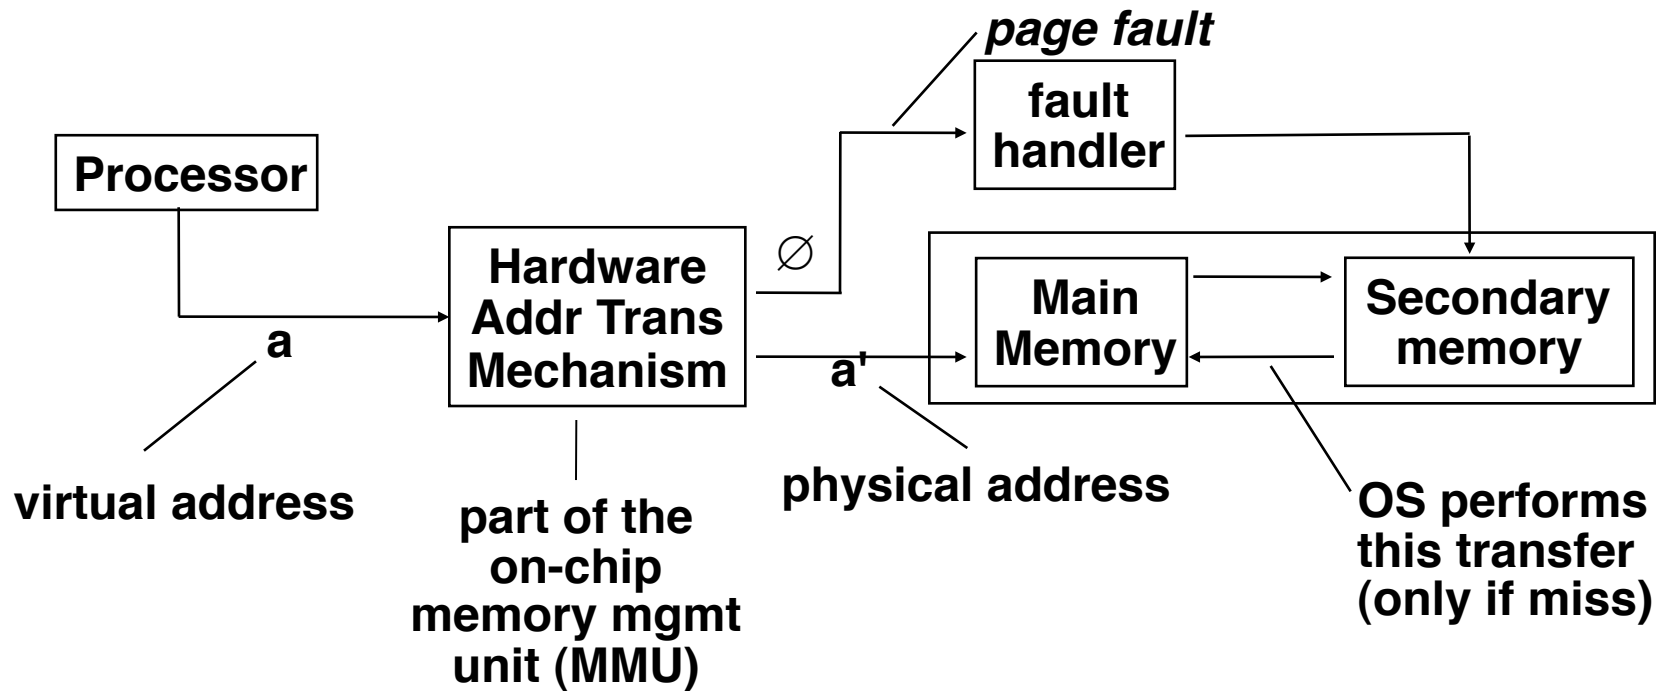 page fault
fault
handler
Processor
∅
Hardware
Addr Trans
Mechanism
Main
Memory
Secondary
memory
a
a'
virtual address
physical address
part of the
on-chip
memory mgmt
unit (MMU)
OS performs
this transfer
(only if miss)